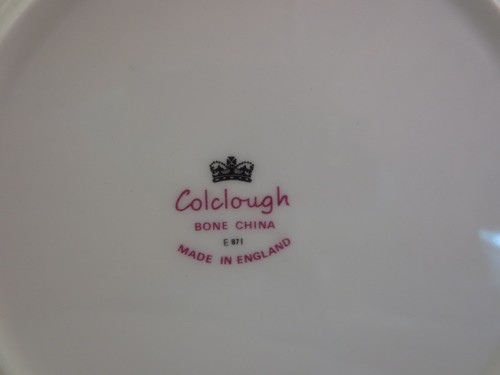 Colclough
BONE CHINA
E 971
MADE IN ENGLAND